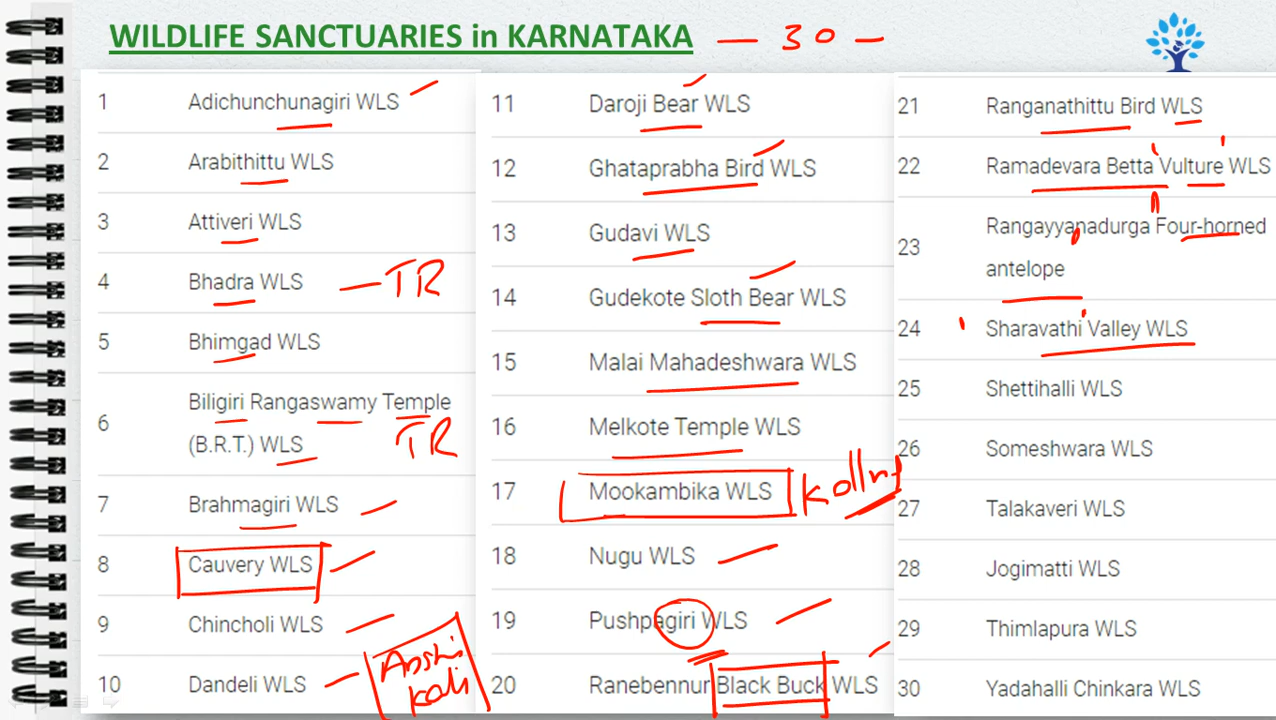 WILDLIFE SANCTUARIES in KARNATAKA — 30 —
1 Adichunchunagiri WLS
2 Arabithittu WLS
3 Attiveri WLS
4 Bhadra WLS — TR
5 Bhimgad WLS
6 Biligiri Rangaswamy Temple
(B.R.T.) WLS TR
7 Brahmagiri WLS
8 Cauvery WLS
9 Chincholi WLS
10 Dandeli WLS
Anshi
Kali
11 Daroji Bear WLS
12 Ghataprabha Bird WLS
13 Gudavi WLS
14 Gudekote Sloth Bear WLS
15 Malai Mahadeshwara WLS
16 Melkote Temple WLS
17 Mookambika WLS
18 Nugu WLS
19 Pushpagiri WLS
20 Ranebennur Black Buck WLS
21 Ranganathittu Bird WLS
22 Ramadevara Betta Vulture WLS
23 Rangayyanadurga Four-horned
antelope
24 Sharavathi Valley WLS
25 Shettihalli WLS
26 Someshwara WLS
27 Talakaveri WLS
28 Jogimatti WLS
29 Thimlapura WLS
30 Yadahalli Chinkara WLS